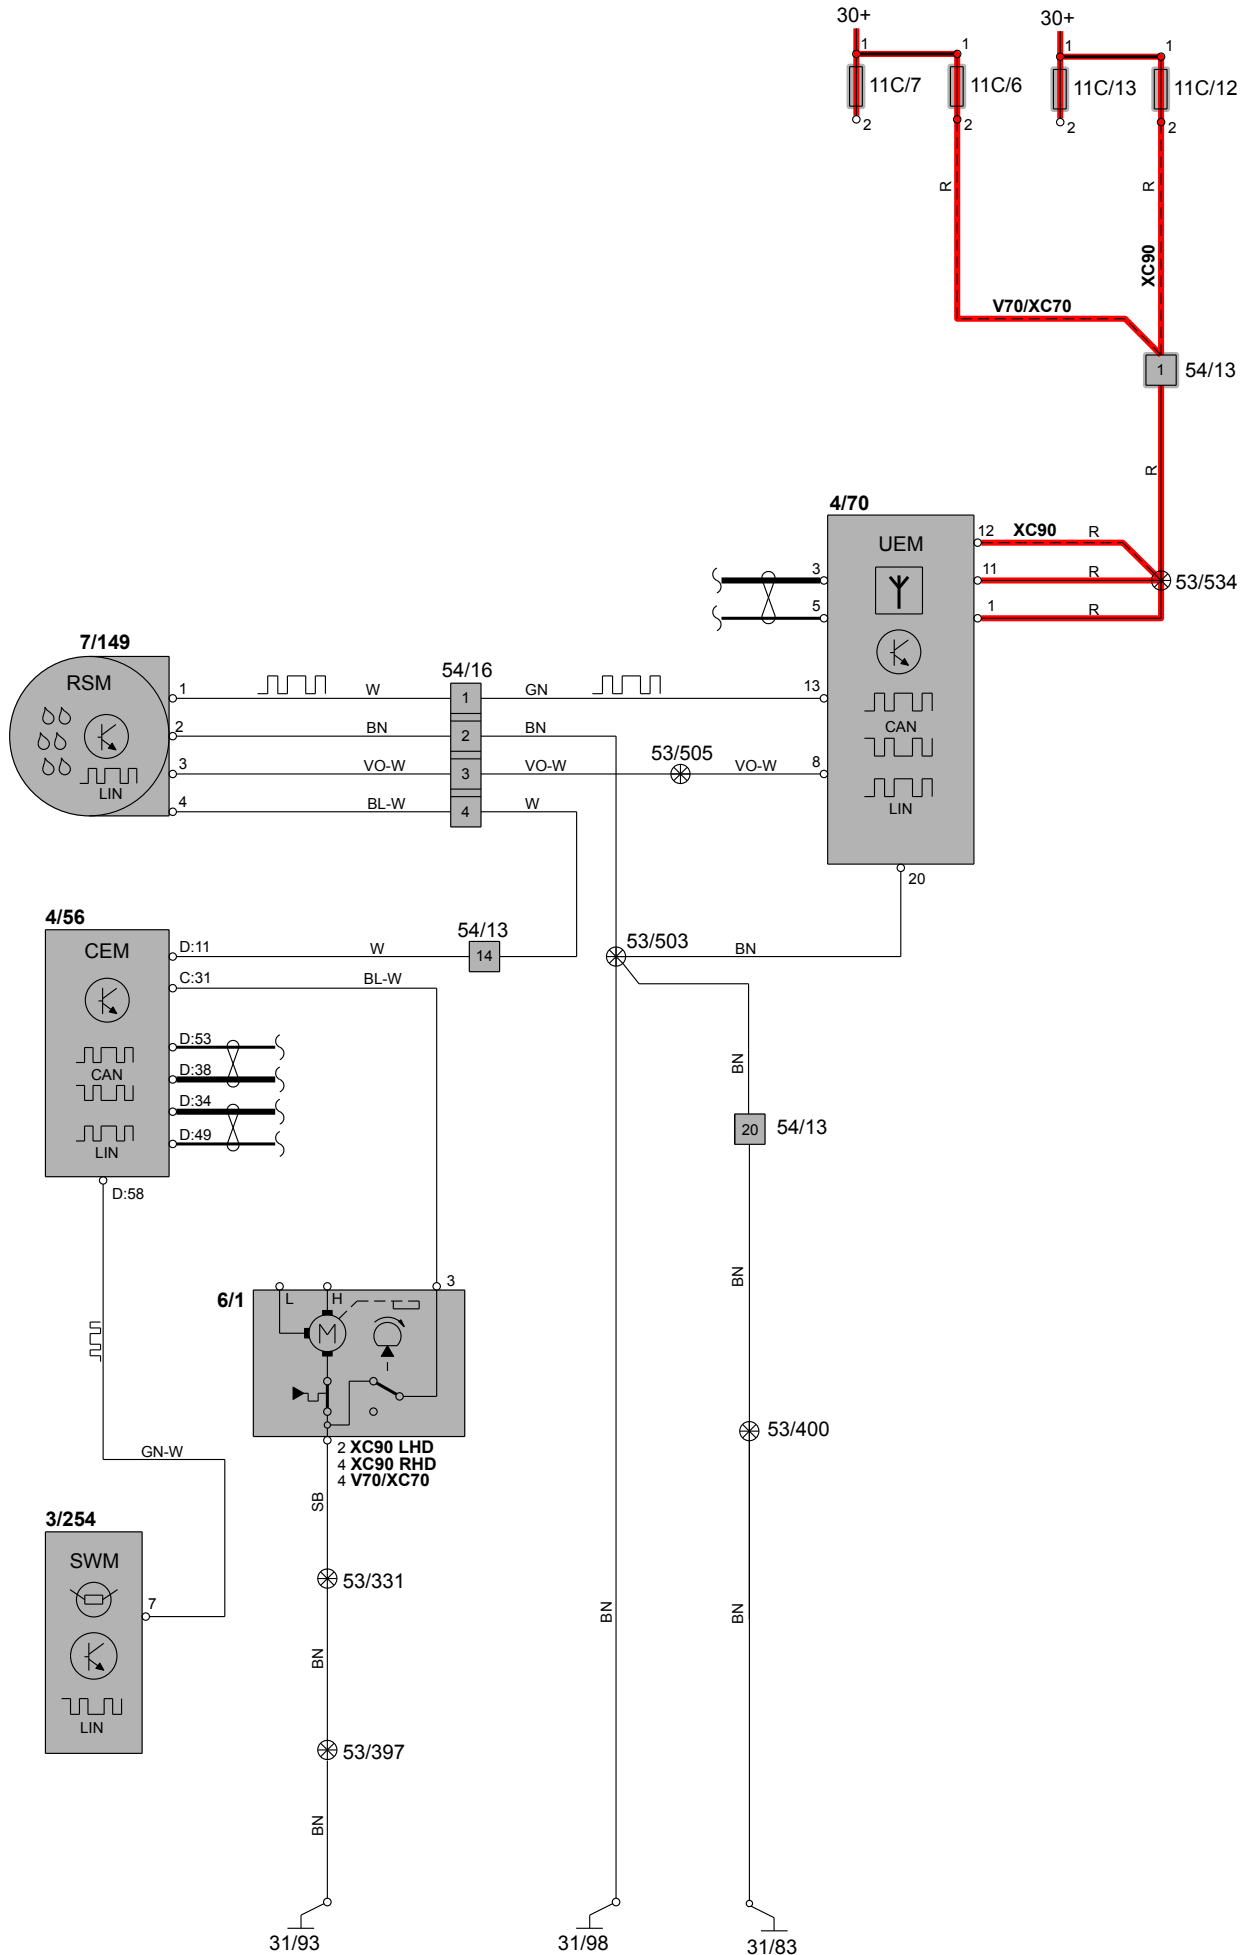 30+ 30+
1 1 1 1
11C/7 11C/6 11C/13 11C/12
2 2 2 2
R R
XC90
V70/XC70
1 54/13
R
4/70
UEM
12 XC90 R
3 11 R 53/534
5 1 R
7/149
RSM
54/16
1 W 1 GN 13
CAN
2 BN 2 BN
53/505
3 VO-W 3 VO-W VO-W 8
LIN
4 BL-W 4 W
LIN
20
4/56
CEM
54/13
53/503
D:11 W 14 BN
C:31 BL-W
D:53
D:38
CAN
D:34
D:49
LIN
BN
20 54/13
D:58
BN
6/1
L H 3
M
2 XC90 LHD
4 XC90 RHD
4 V70/XC70
53/400
GN-W
SB
3/254
SWM
7
LIN
53/331
BN BN BN
53/397
BN
31/93 31/98 31/83